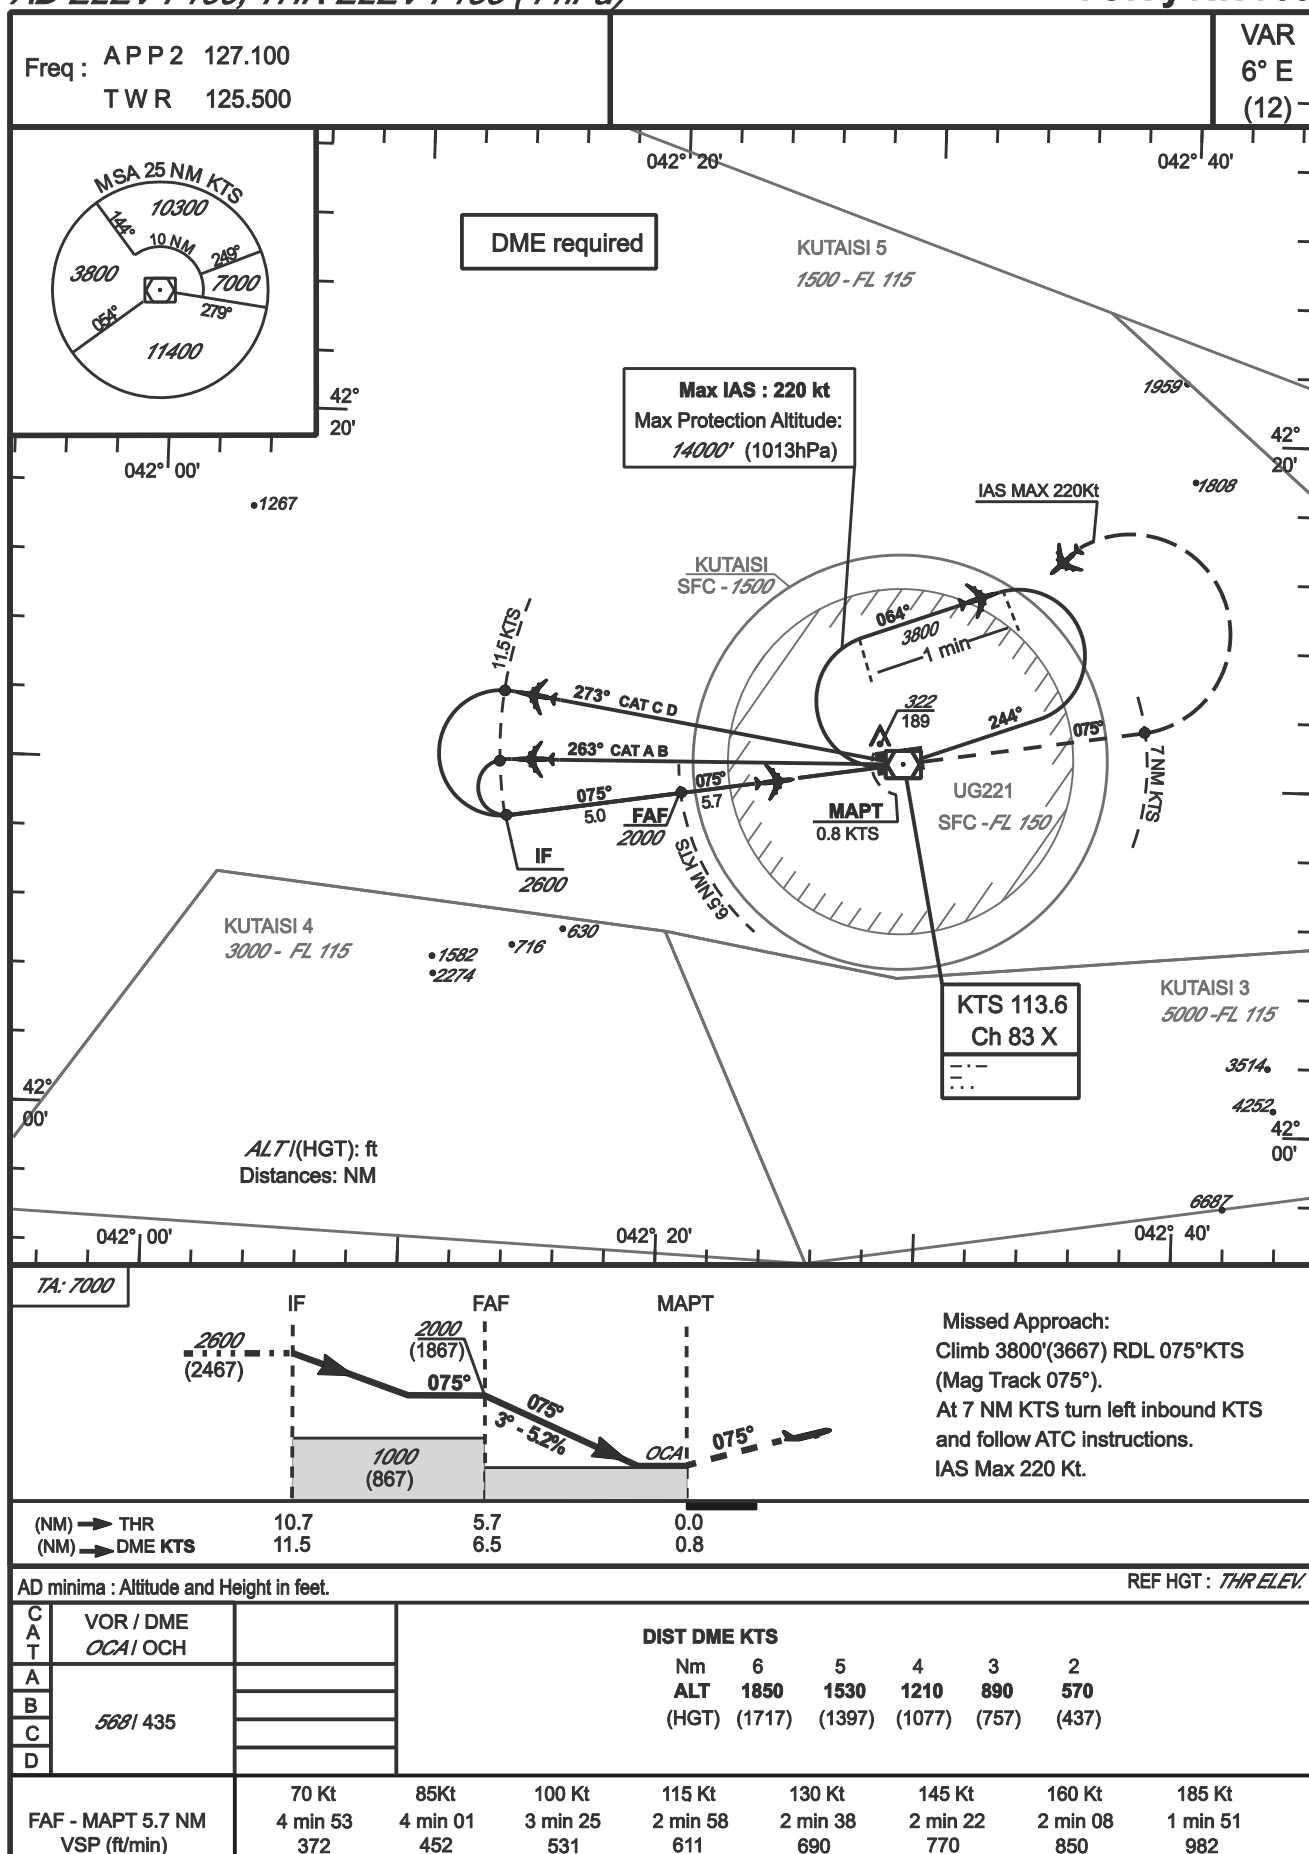 Freq : APP2 127.100
TWR 125.500
VAR
6° E
(12)
MSA 25 NM KTS
10300
144°
10 NM
249°
3800
7000
279°
054°
11400
042° 20'
042° 40'
DME required
KUTAISI 5
1500 - FL 115
Max IAS : 220 kt
Max Protection Altitude:
14000' (1013hPa)
1959
42°
20'
42°
20'
042° 00'
1267
1808
IAS MAX 220Kt
KUTAISI
SFC - 1500
064°
3800
1 min
11.5 KTS
273° CAT C D
322
189
244°
075°
263° CAT A B
7 NM KTS
075°
5.0
075°
5.7
FAF
2000
MAPT
0.8 KTS
UG221
SFC - FL 150
IF
2600
6.5 NM KTS
KUTAISI 4
3000 - FL 115
630
716
1582
2274
KTS 113.6
Ch 83 X
KUTAISI 3
5000 -FL 115
3514
4252
42°
00'
42°
00'
ALT/(HGT): ft
Distances: NM
6687
042° 00'
042° 20'
042° 40'
TA: 7000
IF
FAF
MAPT
2600
(2467)
2000
(1867)
075°
075°
3° - 5.2%
OCA
075°
1000
(867)
Missed Approach:
Climb 3800'(3667) RDL 075°KTS
(Mag Track 075°).
At 7 NM KTS turn left inbound KTS
and follow ATC instructions.
IAS Max 220 Kt.
(NM) THR 10.7 5.7 0.0
(NM) DME KTS 11.5 6.5 0.8
AD minima : Altitude and Height in feet.
REF HGT : THR ELEV.
CAT
VOR / DME
OCA / OCH
A
B
C
D
568/ 435
DIST DME KTS
Nm 6 5 4 3 2
ALT 1850 1530 1210 890 570
(HGT) (1717) (1397) (1077) (757) (437)
70 Kt 85Kt 100 Kt 115 Kt 130 Kt 145 Kt 160 Kt 185 Kt
FAF - MAPT 5.7 NM 4 min 53 4 min 01 3 min 25 2 min 58 2 min 38 2 min 22 2 min 08 1 min 51
VSP (ft/min) 372 452 531 611 690 770 850 982